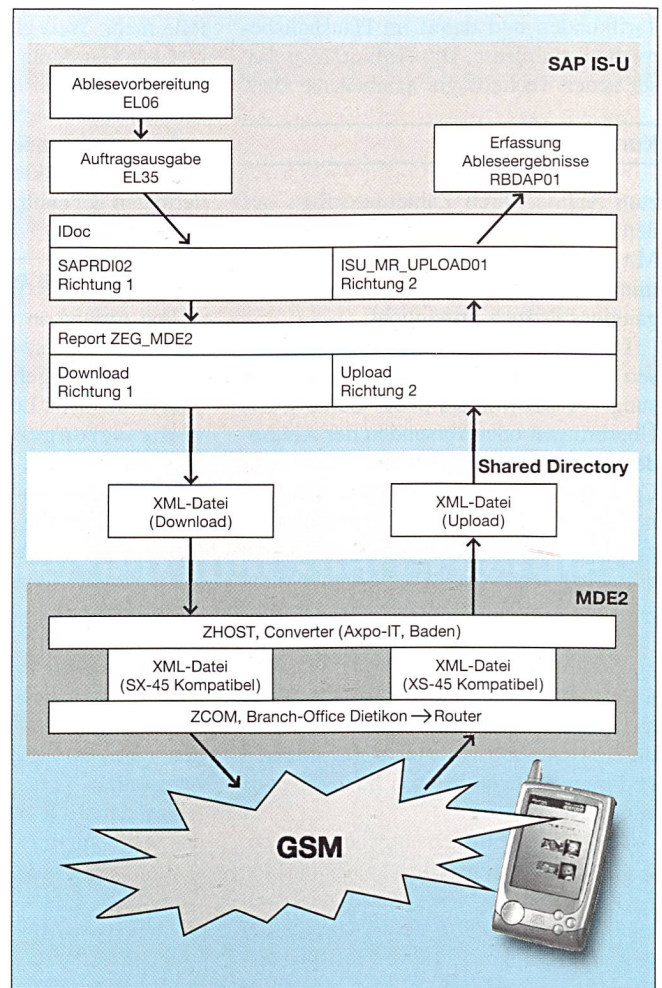 SAP IS-U
Ablesevorbereitung
EL06
Auftragsausgabe
EL35
Erfassung
Ableseergebnisse
RBDAP01
IDoc
SAPRDI02
Richtung 1
ISU_MR_UPLOAD01
Richtung 2
Report ZEG_MDE2
Download
Richtung 1
Upload
Richtung 2
Shared Directory
XML-Datei
(Download)
XML-Datei
(Upload)
MDE2
ZHOST, Converter (Axpo-IT, Baden)
XML-Datei
(SX-45 Kompatibel)
XML-Datei
(XS-45 Kompatibel)
ZCOM, Branch-Office Dietikon → Router
GSM